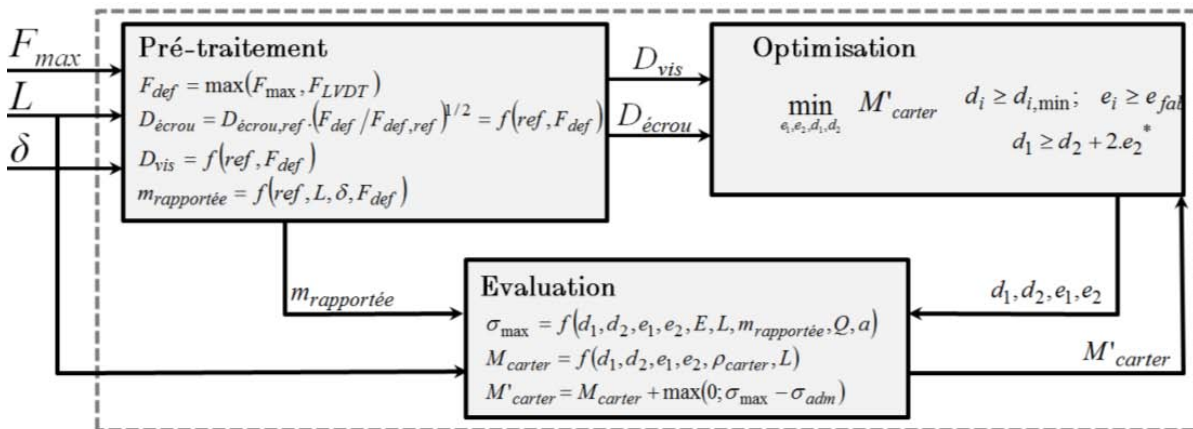 F_max
L
δ
Pré-traitement
F_def = max(F_max, F_LVDT)
D_écrou = D_écrou,ref.(F_def/F_def,ref)^1/2 = f(ref, F_def)
D_vis = f(ref, F_def)
m_rapportée = f(ref, L, δ, F_def)
D_vis
D_écrou
Optimisation
min M'_carter d_i ≥ d_i,min; e_i ≥ e_fab
e_1,e_2,d_1,d_2
d_1 ≥ d_2 + 2.e_2*
m_rapportée
Evaluation
σ_max = f(d_1, d_2, e_1, e_2, E, L, m_rapportée, Q, a)
M_carter = f(d_1, d_2, e_1, e_2, ρ_carter, L)
M'_carter = M_carter + max(0; σ_max − σ_adm)
d_1, d_2, e_1, e_2
M'_carter